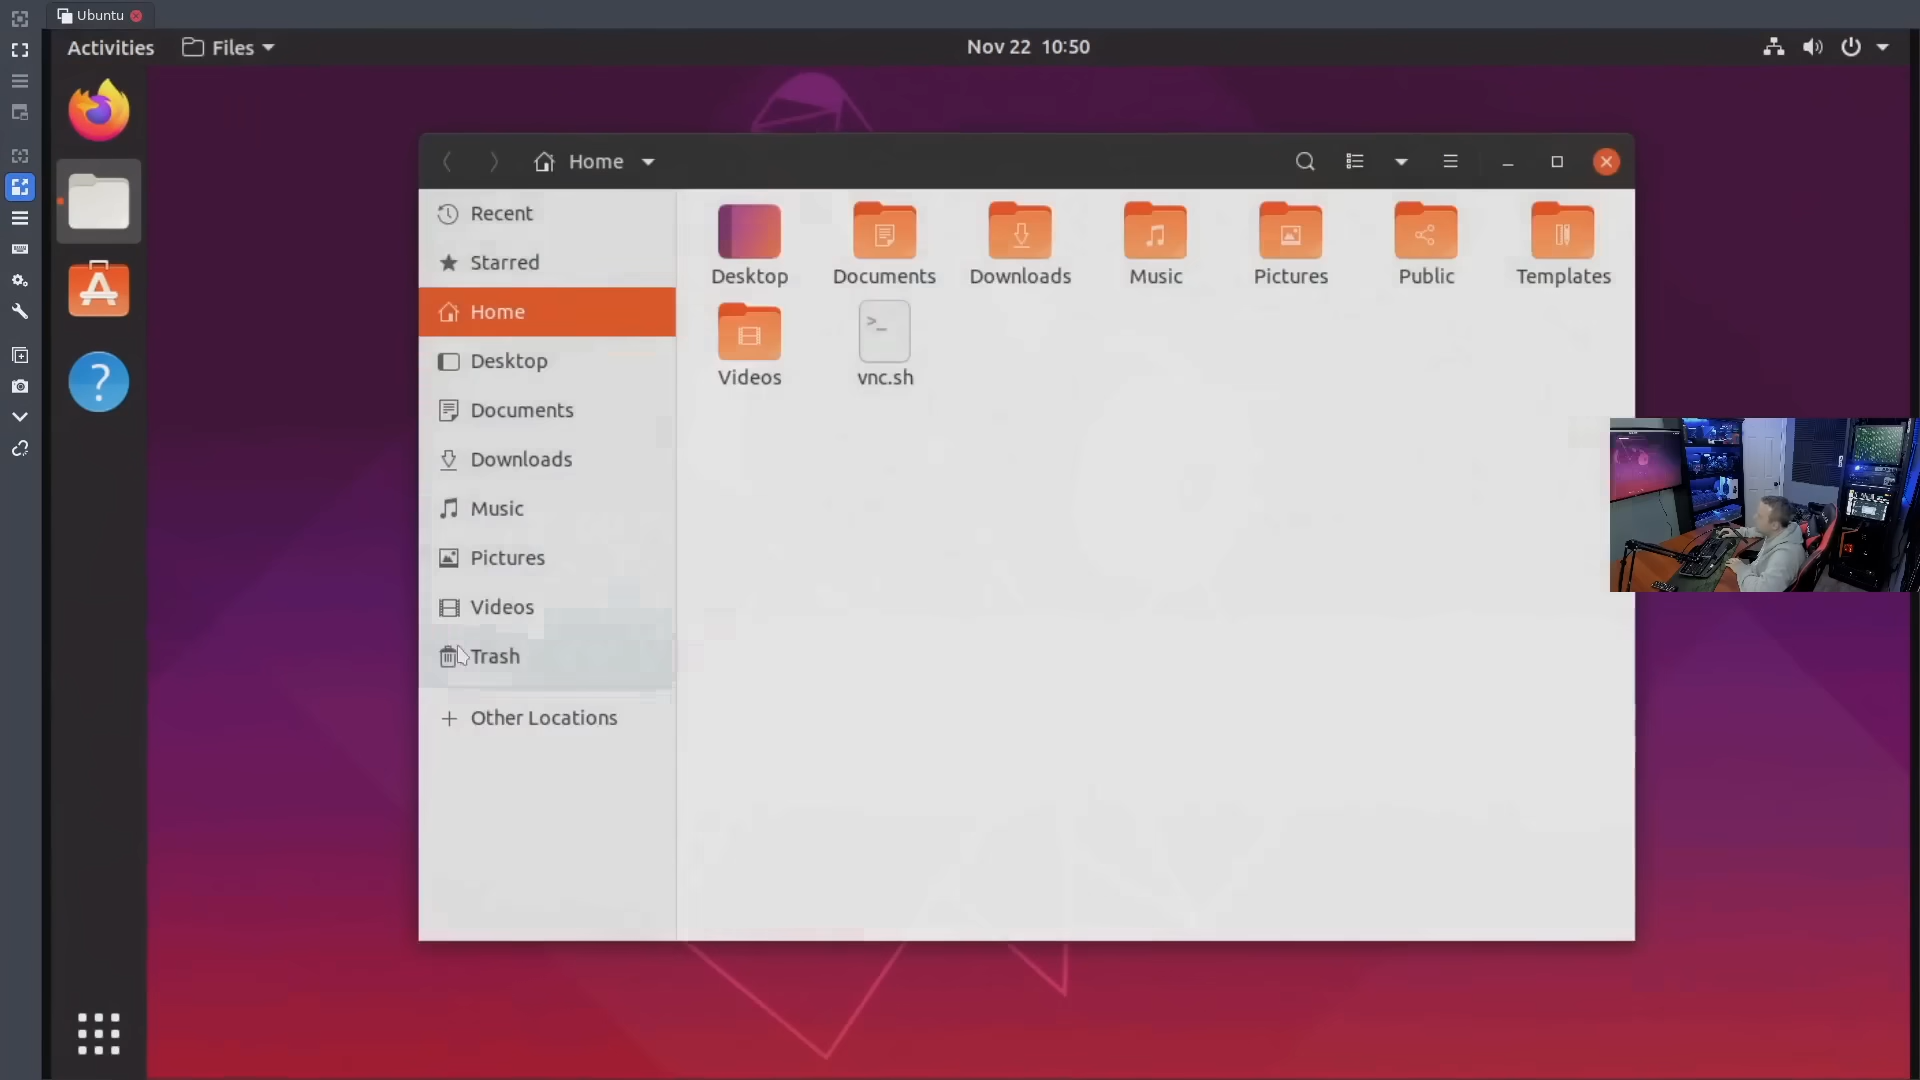 Ubuntu
Activities
Files
Nov 22 10:50
Home
Recent
Starred
Home
Desktop
Documents
Downloads
Music
Pictures
Videos
Trash
Other Locations
Desktop
Documents
Downloads
Music
Pictures
Public
Templates
Videos
>_
vnc.sh
?